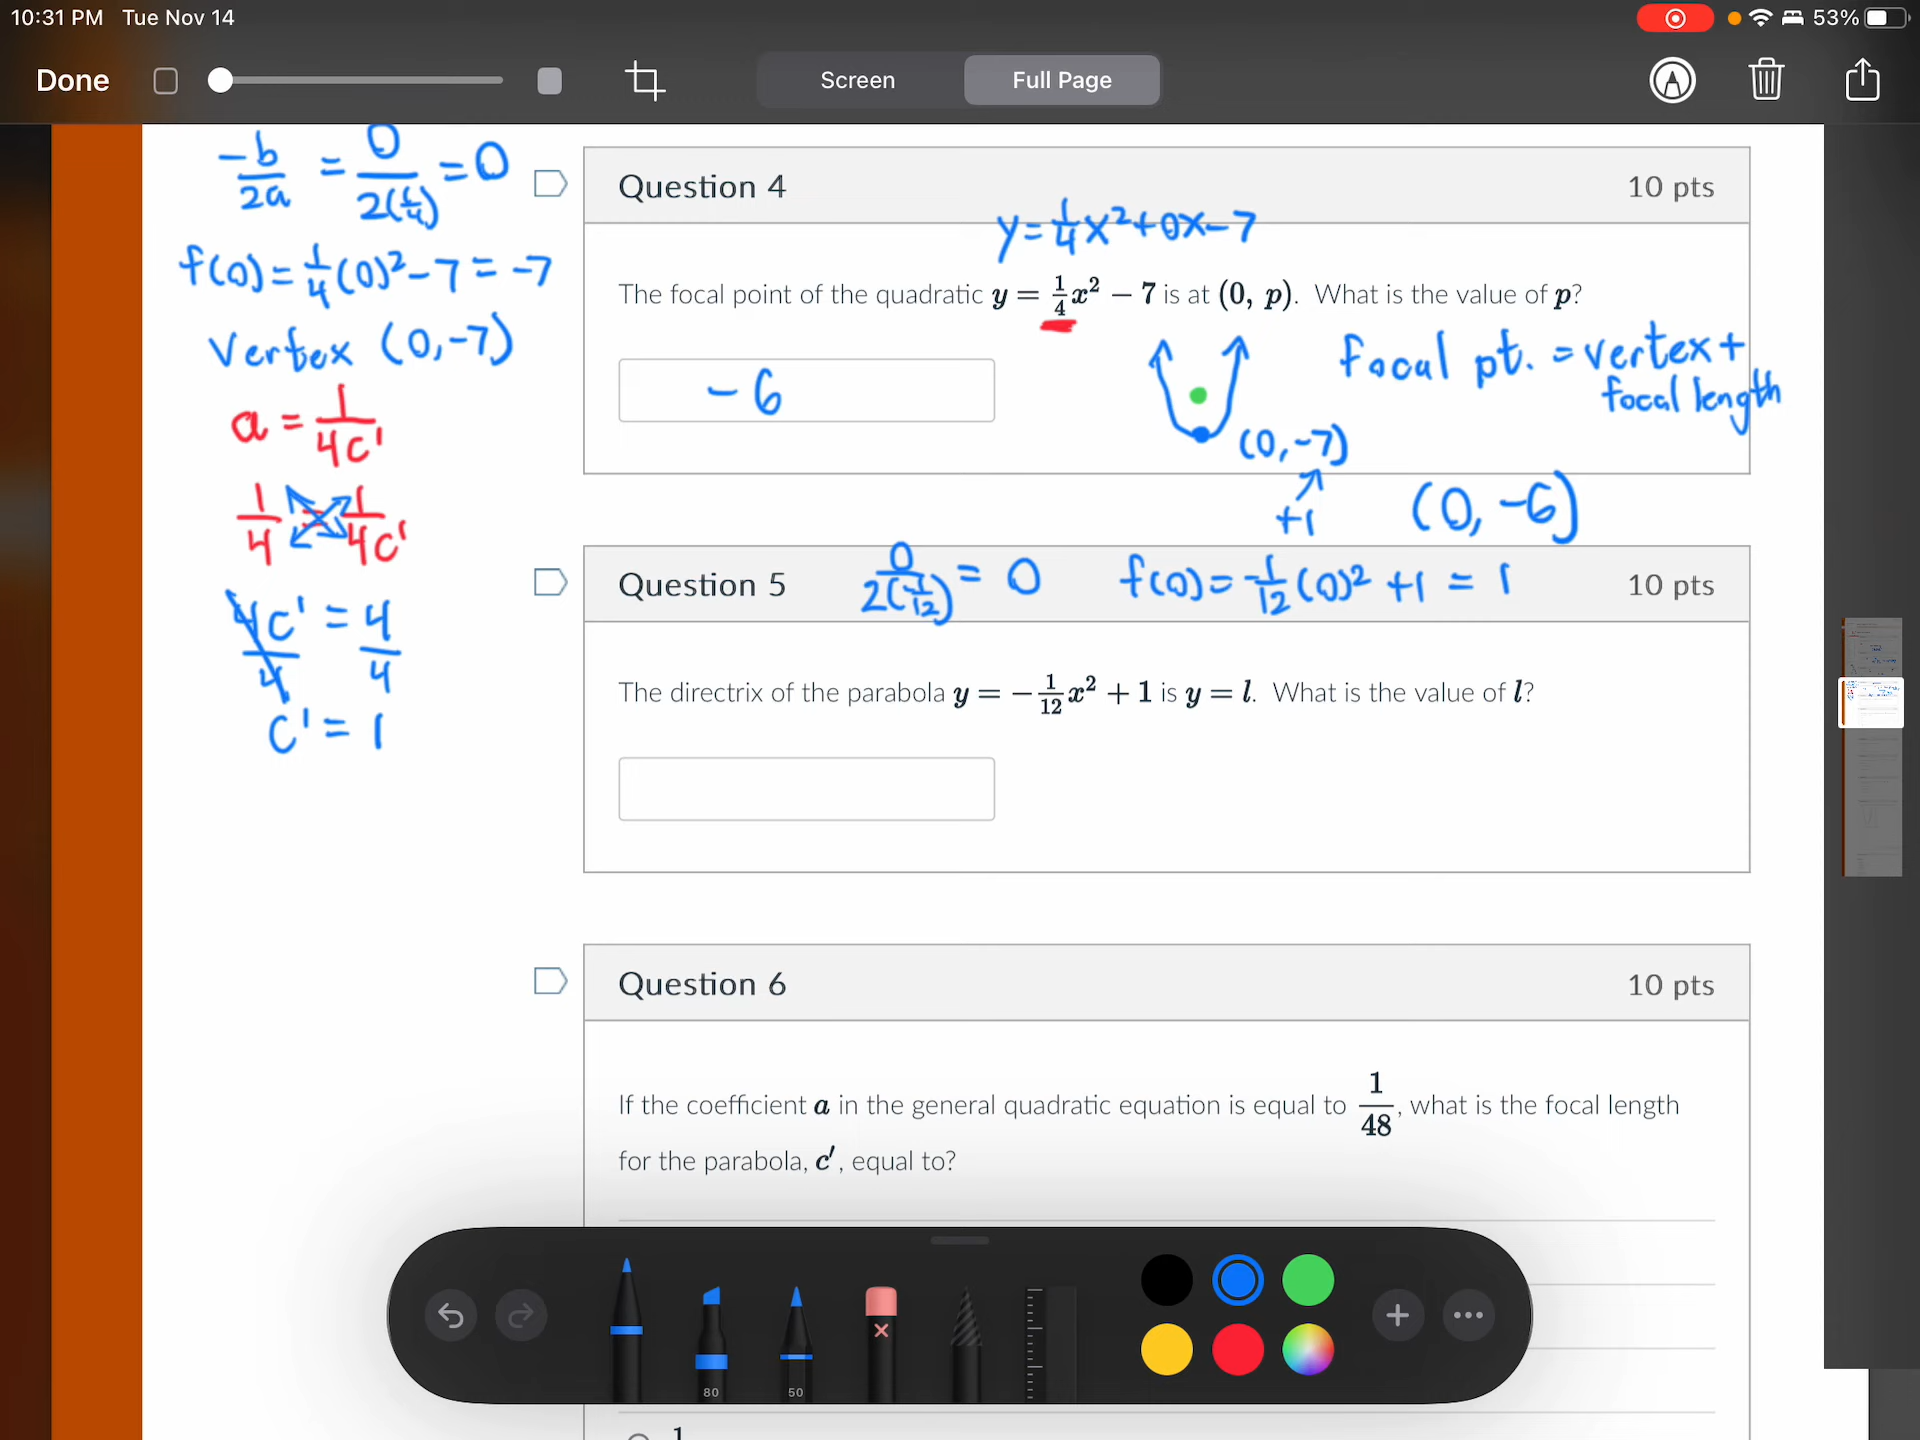 10:31 PM Tue Nov 14
53%
Done
Screen
Full Page
-b/2a = 0/2(1/4) = 0
f(0) = 1/4(0)² - 7 = -7
Vertex (0,-7)
a = 1/4c'
1/4 = 1/4c'
4c'/4 = 4/4
c' = 1
Question 4
10 pts
y = 1/4x² + 0x - 7
The focal point of the quadratic y = 1/4x² − 7 is at (0, p). What is the value of p?
-6
focal pt. = vertex +
focal length
(0,-7)
+1
(0,-6)
Question 5
0/2(-1/12) = 0
f(0) = -1/12(0)² + 1 = 1
10 pts
The directrix of the parabola y = −1/12x² + 1 is y = l. What is the value of l?
Question 6
10 pts
If the coefficient a in the general quadratic equation is equal to 1/48, what is the focal length
for the parabola, c′, equal to?
80
50
1